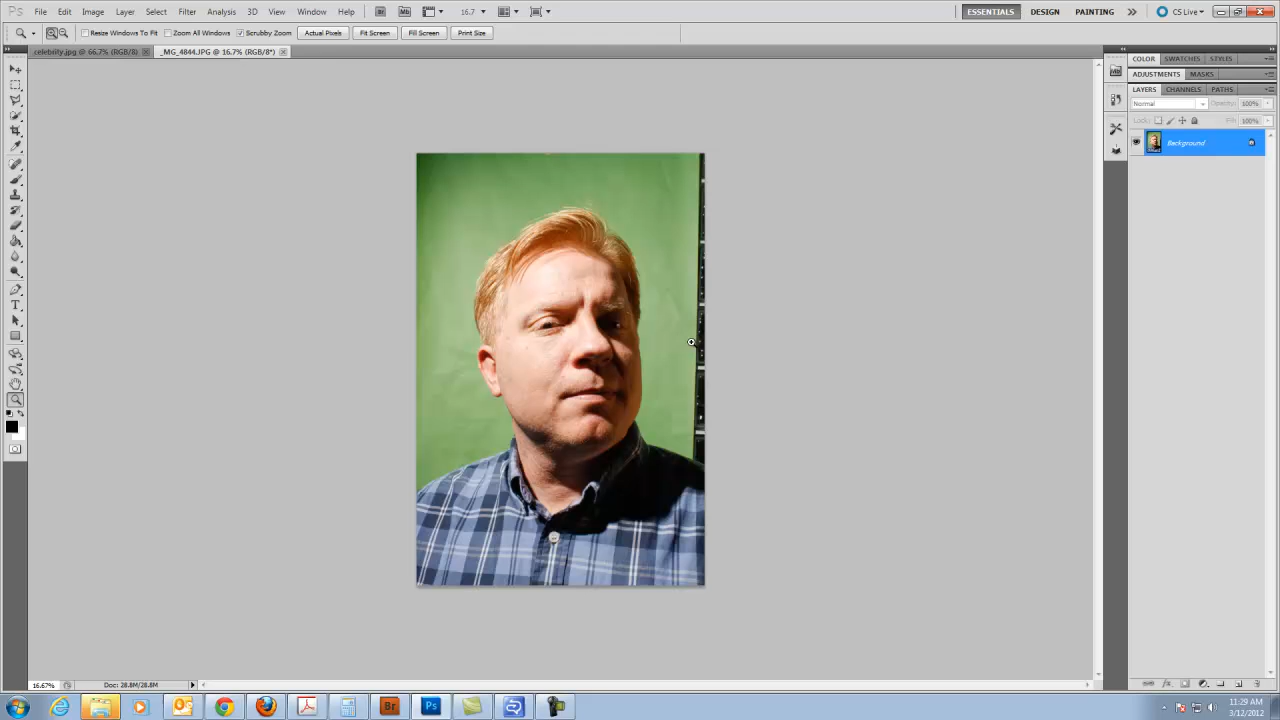 Ps File Edit Image Layer Select Filter Analysis 3D View Window Help Br Mb 16.7 ESSENTIALS DESIGN PAINTING CS Live
Resize Windows To Fit Zoom All Windows Scrubby Zoom Actual Pixels Fit Screen Fill Screen Print Size
celebrity.jpg @ 66.7% (RGB/8) _MG_4844.JPG @ 16.7% (RGB/8*)
COLOR SWATCHES STYLES
ADJUSTMENTS MASKS
LAYERS CHANNELS PATHS
Normal Opacity: 100%
Lock: Fill: 100%
Background
16.67% Doc: 28.8M/28.8M
Br Ps
11:29 AM
3/12/2012